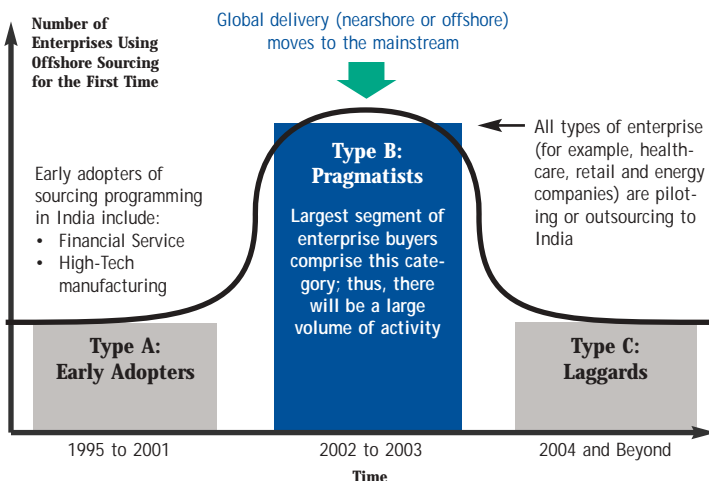 Number of
Enterprises Using
Offshore Sourcing
for the First Time
Global delivery (nearshore or offshore)
moves to the mainstream
Early adopters of
sourcing programming
in India include:
• Financial Service
• High-Tech
manufacturing
Type B:
Pragmatists
Largest segment of
enterprise buyers
comprise this cate-
gory; thus, there
will be a large
volume of activity
All types of enterprise
(for example, health-
care, retail and energy
companies) are pilot-
ing or outsourcing to
India
Type A:
Early Adopters
Type C:
Laggards
1995 to 2001
2002 to 2003
2004 and Beyond
Time